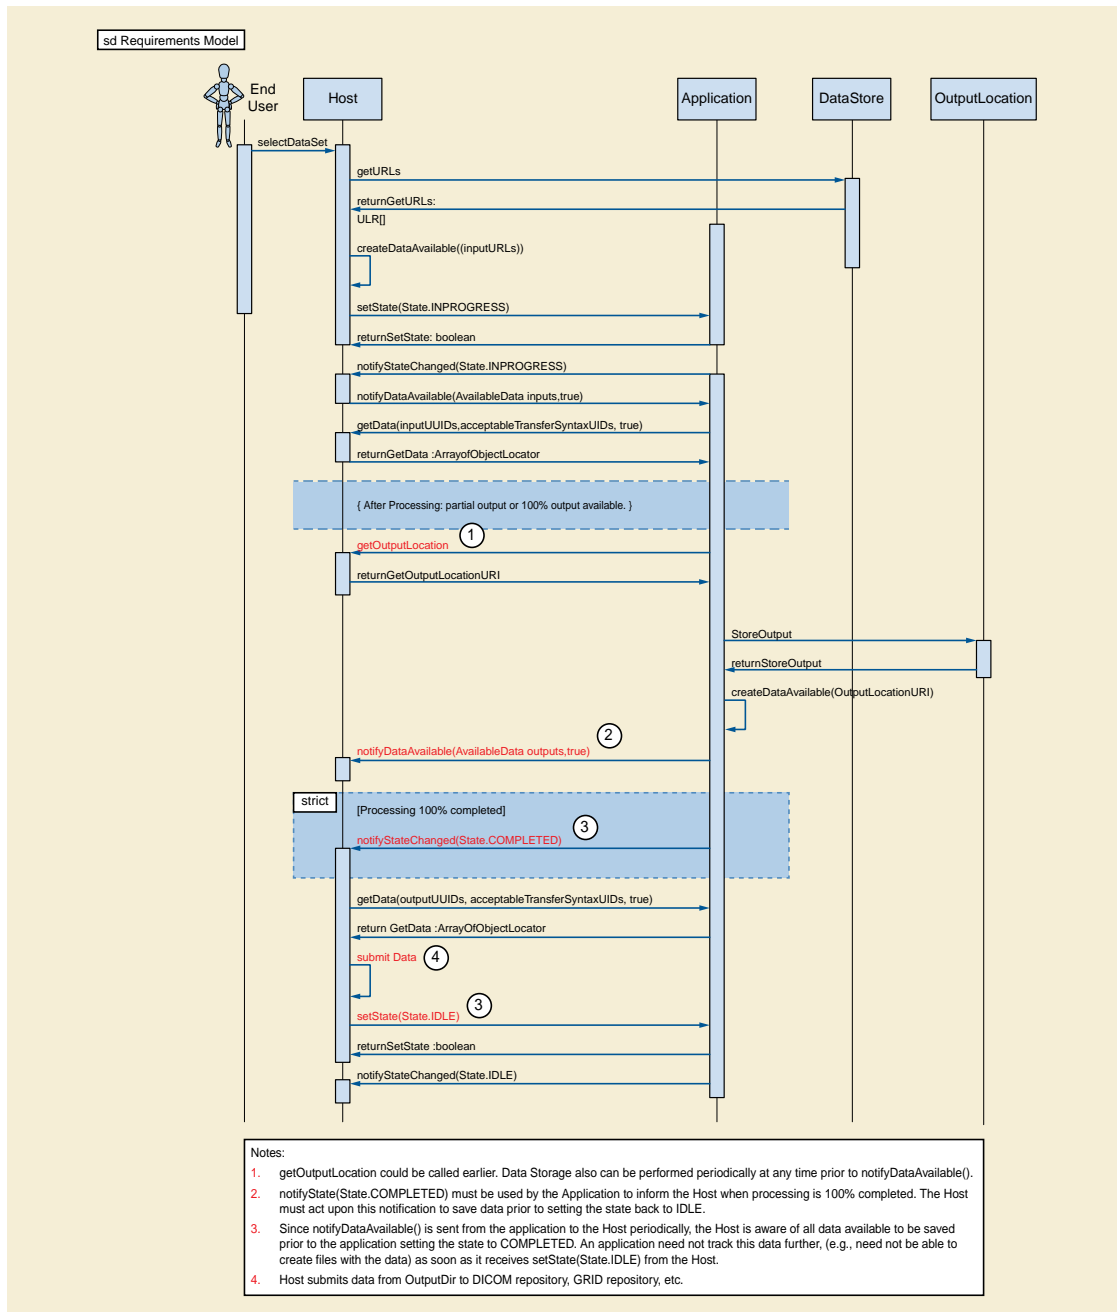 sd Requirements Model
End
User
Host
Application
DataStore
OutputLocation
selectDataSet
getURLs
returnGetURLs:
ULR[]
createDataAvailable((inputURLs))
setState(State.INPROGRESS)
returnSetState: boolean
notifyStateChanged(State.INPROGRESS)
notifyDataAvailable(AvailableData inputs,true)
getData(inputUUIDs,acceptableTransferSyntaxUIDs, true)
returnGetData :ArrayofObjectLocator
{ After Processing: partial output or 100% output available. }
1
getOutputLocation
returnGetOutputLocationURI
StoreOutput
returnStoreOutput
createDataAvailable(OutputLocationURI)
2
notifyDataAvailable(AvailableData outputs,true)
strict
[Processing 100% completed]
3
notifyStateChanged(State.COMPLETED)
getData(outputUUIDs, acceptableTransferSyntaxUIDs, true)
return GetData :ArrayOfObjectLocator
submit Data
4
3
setState(State.IDLE)
returnSetState :boolean
notifyStateChanged(State.IDLE)
Notes:
1. getOutputLocation could be called earlier. Data Storage also can be performed periodically at any time prior to notifyDataAvailable().
2. notifyState(State.COMPLETED) must be used by the Application to inform the Host when processing is 100% completed. The Host
must act upon this notification to save data prior to setting the state back to IDLE.
3. Since notifyDataAvailable() is sent from the application to the Host periodically, the Host is aware of all data available to be saved
prior to the application setting the state to COMPLETED. An application need not track this data further, (e.g., need not be able to
create files with the data) as soon as it receives setState(State.IDLE) from the Host.
4. Host submits data from OutputDir to DICOM repository, GRID repository, etc.